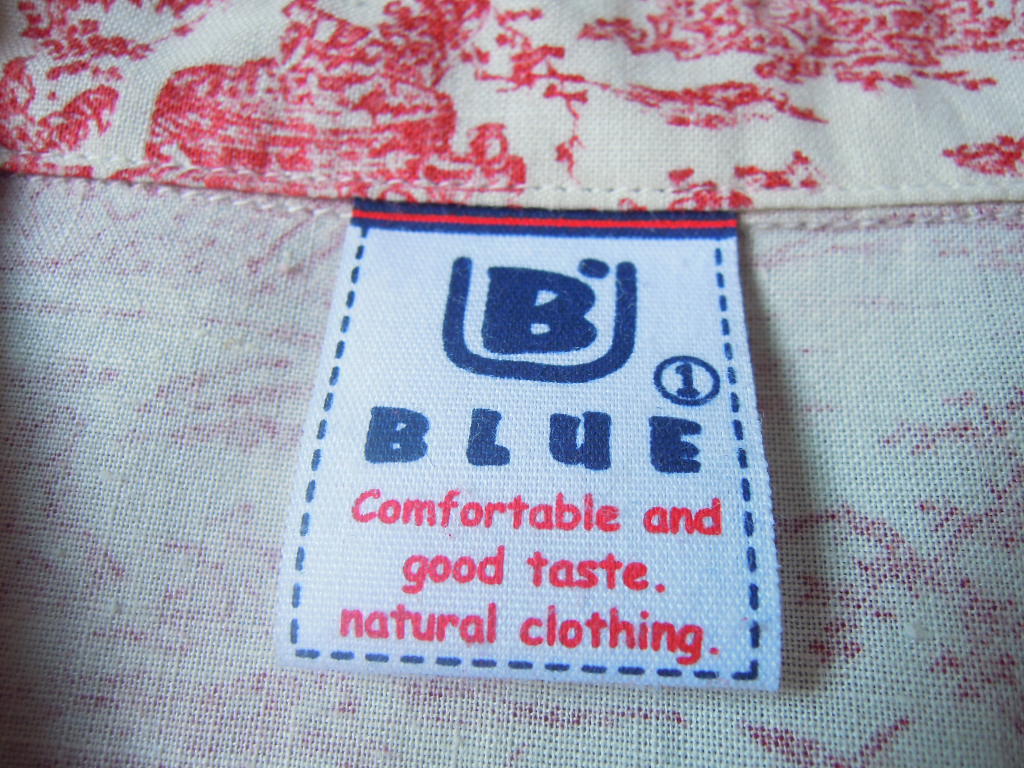 B
1
BLUE
Comfortable and
good taste.
natural clothing.